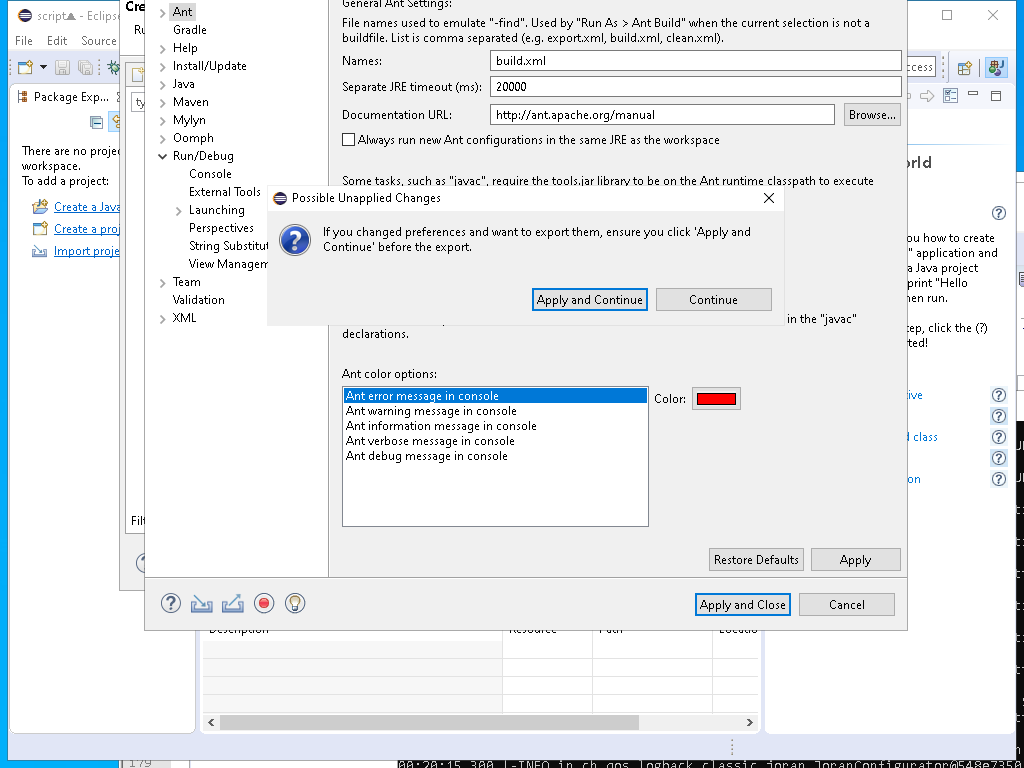 script - Eclipse
Cre
File Edit Source
Ru
Package Exp...
ty
There are no proje
workspace.
To add a project:
Create a Java
Create a proj
Import proje
Filt
Ant
Gradle
Help
Install/Update
Java
Maven
Mylyn
Oomph
Run/Debug
Console
External Tools
Launching
Perspectives
String Substitut
View Managem
Team
Validation
XML
General Ant Settings:
File names used to emulate "-find". Used by "Run As > Ant Build" when the current selection is not a
buildfile. List is comma separated (e.g. export.xml, build.xml, clean.xml).
Names: build.xml
Separate JRE timeout (ms): 20000
Documentation URL: http://ant.apache.org/manual Browse...
Always run new Ant configurations in the same JRE as the workspace
Some tasks, such as "javac", require the tools.jar library to be on the Ant runtime classpath to execute
Possible Unapplied Changes
If you changed preferences and want to export them, ensure you click 'Apply and
Continue' before the export.
Apply and Continue Continue
in the "javac"
declarations.
Ant color options:
Ant error message in console
Color:
Ant warning message in console
Ant information message in console
Ant verbose message in console
Ant debug message in console
Restore Defaults Apply
Apply and Close Cancel
cess
orld
ou how to create
" application and
a Java project
print "Hello
hen run.
tep, click the (?)
ted!
tive
d class
on
Description Resource Path Locatio
179
00:20:15,300 |-INFO in ch.qos.logback.classic.joran.JoranConfigurator@548e7350